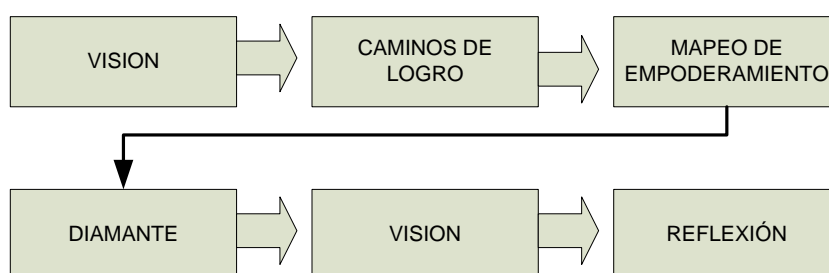 VISION
CAMINOS DE
LOGRO
MAPEO DE
EMPODERAMIENTO
DIAMANTE
VISION
REFLEXIÓN